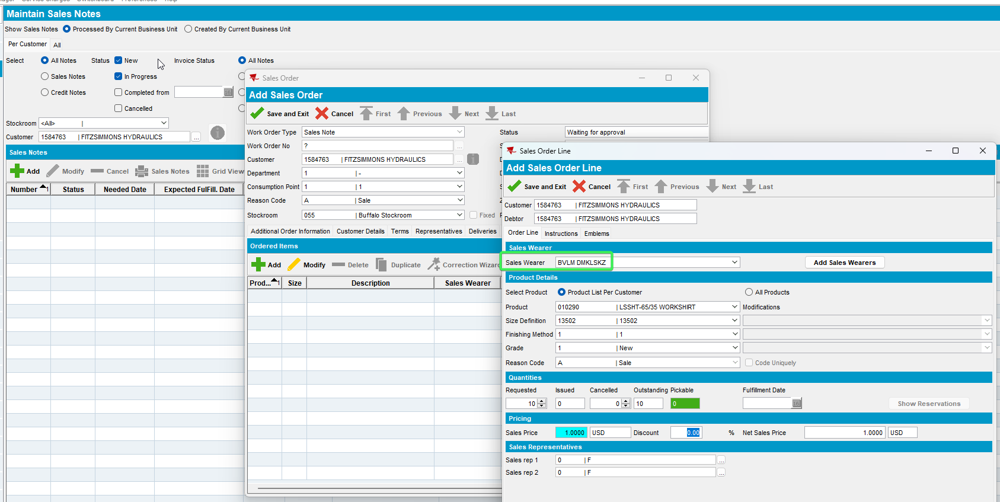 Service Charges Switchboard Preferences Help
Maintain Sales Notes
Show Sales Notes Processed By Current Business Unit Created By Current Business Unit
Per Customer All
Select All Notes Status New Invoice Status All Notes
Sales Notes In Progress
Credit Notes Completed from 16
Cancelled
Stockroom <All> |
Customer 1584763 | FITZSIMMONS HYDRAULICS ...
Sales Notes
Add Modify Cancel Sales Notes Grid View
Number 1 Status Needed Date Expected FulFill. Date
Sales Order
Add Sales Order
Save and Exit Cancel First Previous Next Last
Work Order Type Sales Note Status Waiting for approval
Work Order No ? ...
Customer 1584763 | FITZSIMMONS HYDRAULICS ...
Department 1 | -
Consumption Point 1 | 1
Reason Code A | Sale
Stockroom 055 | Buffalo Stockroom Fixed
Additional Order Information Customer Details Terms Representatives Deliveries
Ordered Items
Add Modify Delete Duplicate Correction Wizard
Prod... 1 Size Description Sales Wearer
Sales Order Line
Add Sales Order Line
Save and Exit Cancel First Previous Next Last
Customer 1584763 | FITZSIMMONS HYDRAULICS
Debtor 1584763 | FITZSIMMONS HYDRAULICS
Order Line Instructions Emblems
Sales Wearer
Sales Wearer BVLM DMKLSKZ Add Sales Wearers
Product Details
Select Product Product List Per Customer All Products
Product 010290 | LSSHT-65/35 WORKSHIRT Modifications
Size Definition 13502 | 13502
Finishing Method 1 | 1
Grade 1 | New
Reason Code A | Sale Code Uniquely
Quantities
Requested Issued Cancelled Outstanding Pickable Fulfillment Date
10 0 0 10 0 16 Show Reservations
Pricing
Sales Price 1.0000 USD Discount 0.00 % Net Sales Price 1.0000 USD
Sales Representatives
Sales rep 1 0 | F ...
Sales rep 2 0 | F ...